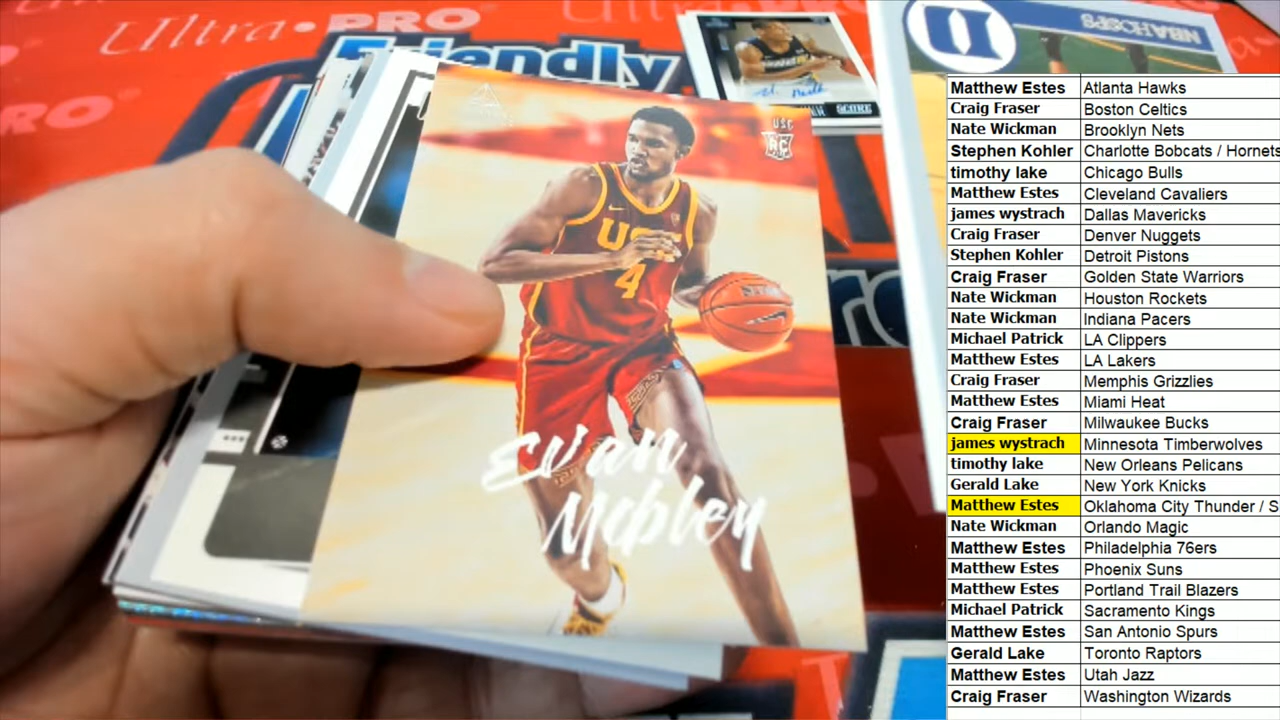 Ultra PRO
PRO
Friendly
NBA HOOPS
D
SCORE
USC
RC
USC
4
Evan
Mobley
Matthew Estes Atlanta Hawks
Craig Fraser Boston Celtics
Nate Wickman Brooklyn Nets
Stephen Kohler Charlotte Bobcats / Hornets
timothy lake Chicago Bulls
Matthew Estes Cleveland Cavaliers
james wystrach Dallas Mavericks
Craig Fraser Denver Nuggets
Stephen Kohler Detroit Pistons
Craig Fraser Golden State Warriors
Nate Wickman Houston Rockets
Nate Wickman Indiana Pacers
Michael Patrick LA Clippers
Matthew Estes LA Lakers
Craig Fraser Memphis Grizzlies
Matthew Estes Miami Heat
Craig Fraser Milwaukee Bucks
james wystrach Minnesota Timberwolves
timothy lake New Orleans Pelicans
Gerald Lake New York Knicks
Matthew Estes Oklahoma City Thunder / S
Nate Wickman Orlando Magic
Matthew Estes Philadelphia 76ers
Matthew Estes Phoenix Suns
Matthew Estes Portland Trail Blazers
Michael Patrick Sacramento Kings
Matthew Estes San Antonio Spurs
Gerald Lake Toronto Raptors
Matthew Estes Utah Jazz
Craig Fraser Washington Wizards